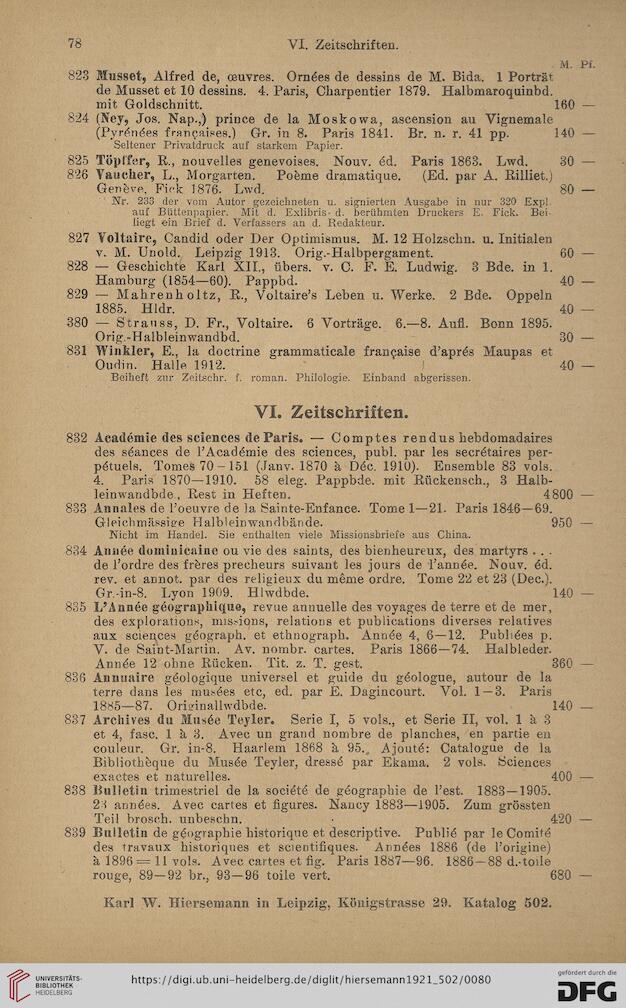 78 VI. Zeitschriften.
M. Pf.
823 Musset, Alfred de, œuvres. Ornées de dessins de M. Bida. 1 Porträt
de Musset et 10 dessins. 4. Paris, Charpentier 1879. Halbmaroquinbd.
mit Goldschnitt. 160 —
824 (Ney, Jos. Nap.,) prince de la Moskowa, ascension au Vignemale
(Pyrénées françaises.) Gr. in 8. Paris 1841. Br. n. r. 41 pp. 140 —
Seltener Privatdruck auf starkem Papier.
825 Töpffer, R., nouvelles genevoises. Nouv. éd. Paris 1863. Lwd. 30 —
826 Vaucher, L., Morgarten. Poème dramatique. (Ed. par A. Rilliet.)
Genève, Fick 1876. Lwd. 80 —
Nr. 233 der vom Autor gezeichneten u. signierten Ausgabe in nur 320 Expl.
auf Büttenpapier. Mit d. Exlibris d. berühmten Druckers E. Fick. Bei-
liegt ein Brief d. Verfassers an d. Redakteur.
827 Voltaire, Candid oder Der Optimismus. M. 12 Holzschn. u. Initialen
v. M. Unold. Leipzig 1913. Orig.-Halbpergament. 60 —
828 — Geschichte Karl XII., übers. v. C. F. E. Ludwig. 3 Bde. in 1.
Hamburg (1854—60). Pappbd. 40 —
829 — Mahrenholtz, R., Voltaire's Leben u. Werke. 2 Bde. Oppeln
1885. Hldr. 40 —
380 — Strauss, D. Fr., Voltaire. 6 Vorträge. 6.—8. Aufl. Bonn 1895.
Orig.-Halbleinwandbd. 30 —
831 Winkler, E., la doctrine grammaticale française d'aprés Maupas et
Oudin. Halle 1912. 40 —
Beiheft zur Zeitschr. f. roman. Philologie. Einband abgerissen.
VI. Zeitschriften.
832 Académie des sciences de Paris. — Comptes rendus hebdomadaires
des séances de l'Académie des sciences, publ. par les secrétaires per-
pétuels. Tomes 70-151 (Janv. 1870 à Déc. 1910). Ensemble 83 vols.
4. Paris 1870—1910. 58 eleg. Pappbde. mit Rückensch., 3 Halb-
leinwandbde., Rest in Heften. 4800 —
833 Annales de l'oeuvre de la Sainte-Enfance. Tome 1—21. Paris 1846—69.
Gleichmässige Halbleinwandbände. 950 —
Nicht im Handel. Sie enthalten viele Missionsbriefe aus China.
834 Année dominicaine ou vie des saints, des bienheureux, des martyrs . . .
de l'ordre des frères precheurs suivant les jours de l'année. Nouv. éd.
rev. et annot. par des religieux du même ordre. Tome 22 et 23 (Dec.).
Gr.-in-8. Lyon 1909. Hlwdbde. 140 —
835 L'Année géographique, revue annuelle des voyages de terre et de mer,
des explorations, missions, relations et publications diverses relatives
aux sciences géograph. et ethnograph. Année 4, 6—12. Publiées p.
V. de Saint-Martin. Av. nombr. cartes. Paris 1866—74. Halbleder.
Année 12 ohne Rücken. Tit. z. T. gest. 360 —
836 Annuaire géologique universel et guide du géologue, autour de la
terre dans les musées etc, ed. par E. Dagincourt. Vol. 1—3. Paris
1885—87. Originallwdbde. 140 —
837 Archives du Musée Teyler. Serie I, 5 vols., et Serie II, vol. 1 à 3
et 4, fasc. 1 à 3. Avec un grand nombre de planches, en partie en
couleur. Gr. in-8. Haarlem 1868 à 95. Ajouté: Catalogue de la
Bibliothèque du Musée Teyler, dressé par Ekama. 2 vols. Sciences
exactes et naturelles. 400 —
838 Bulletin trimestriel de la société de géographie de l'est. 1883—1905.
23 années. Avec cartes et figures. Nancy 1883—1905. Zum grössten
Teil brosch. unbeschn. 420 —
839 Bulletin de géographie historique et descriptive. Publié par le Comité
des travaux historiques et scientifiques. Années 1886 (de l'origine)
à 1896 = 11 vols. Avec cartes et fig. Paris 1887—96. 1886—88 d.-toile
rouge, 89—92 br., 93—96 toile vert. 680 —
Karl W. Hiersemann in Leipzig, Königstrasse 29. Katalog 502.
UNIVERSITÄTS-
BIBLIOTHEK
HEIDELBERG
https://digi.ub.uni-heidelberg.de/diglit/hiersemann1921_502/0080
gefördert durch die
DFG